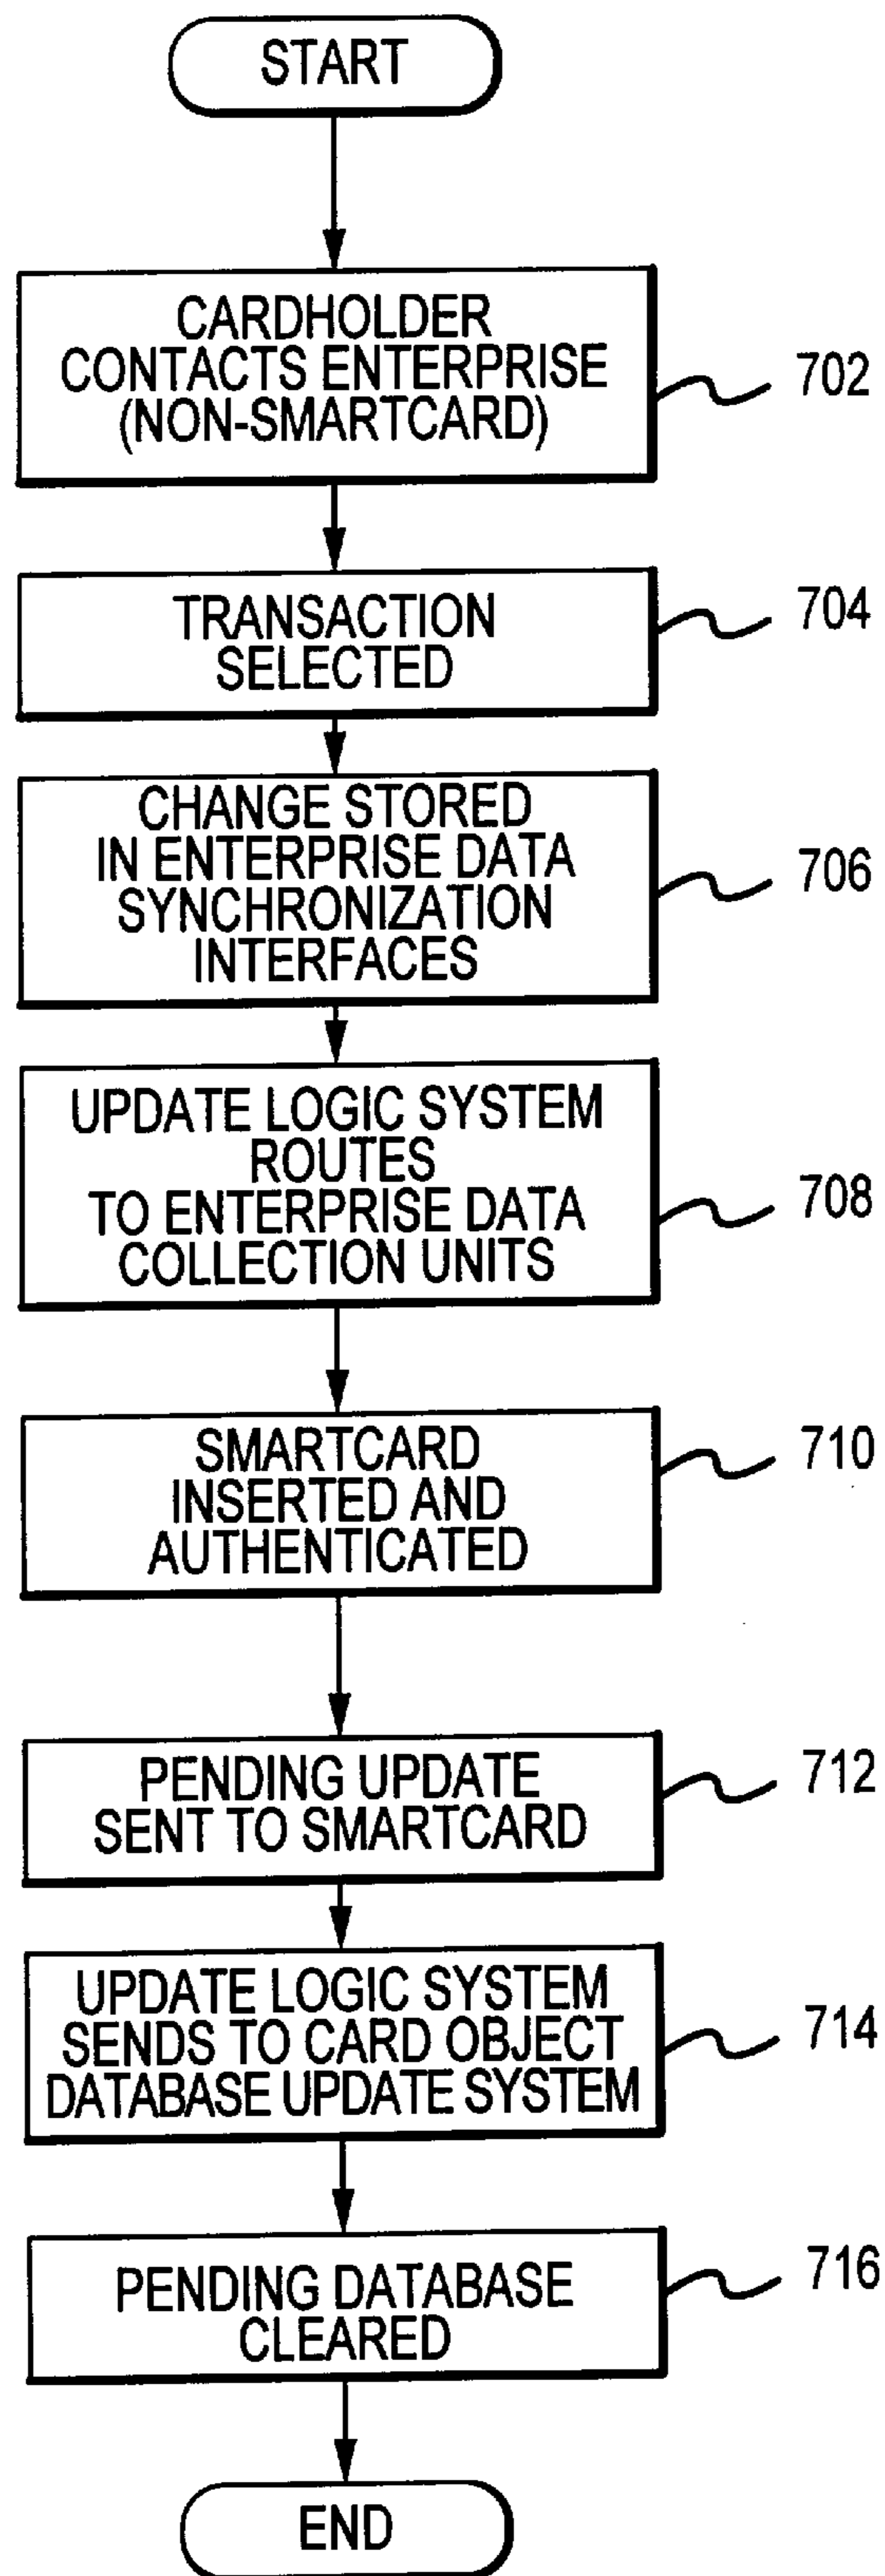 START
CARDHOLDER
CONTACTS ENTERPRISE
(NON-SMARTCARD)
702
TRANSACTION
SELECTED
704
CHANGE STORED
IN ENTERPRISE DATA
SYNCHRONIZATION
INTERFACES
706
UPDATE LOGIC SYSTEM
ROUTES
TO ENTERPRISE DATA
COLLECTION UNITS
708
SMARTCARD
INSERTED AND
AUTHENTICATED
710
PENDING UPDATE
SENT TO SMARTCARD
712
UPDATE LOGIC SYSTEM
SENDS TO CARD OBJECT
DATABASE UPDATE SYSTEM
714
PENDING DATABASE
CLEARED
716
END